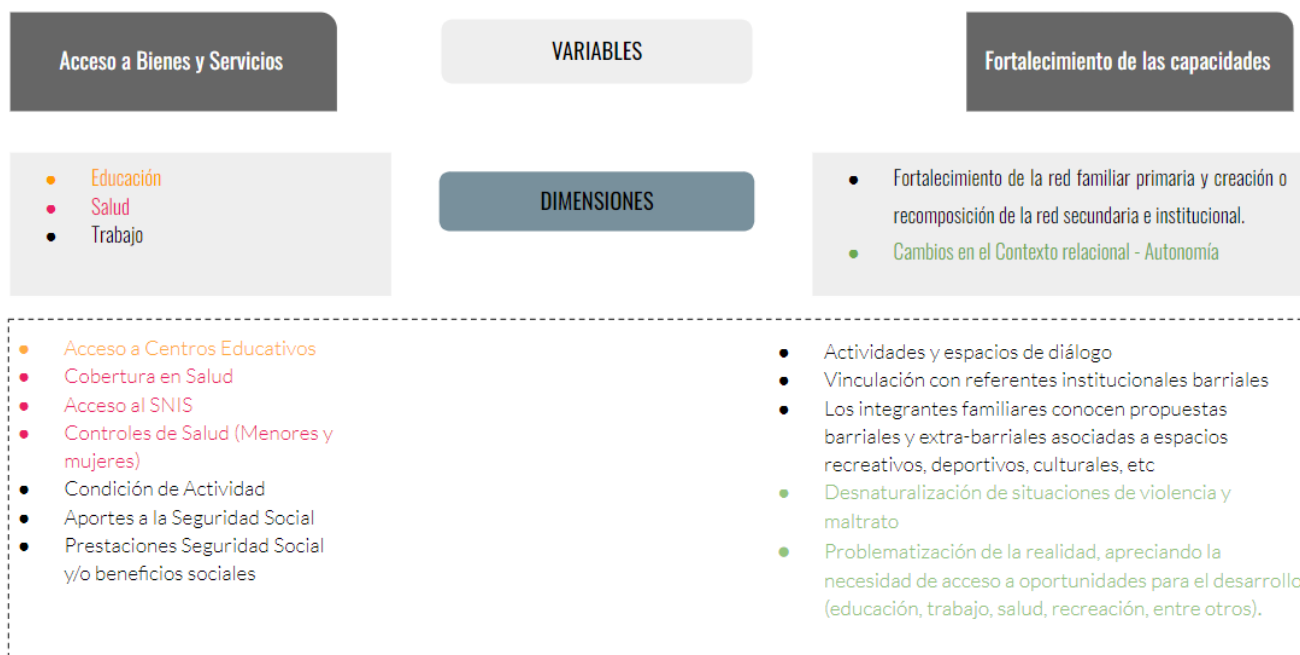 Acceso a Bienes y Servicios
VARIABLES
Fortalecimiento de las capacidades
● Educación
● Salud
● Trabajo
DIMENSIONES
● Fortalecimiento de la red familiar primaria y creación o
recomposición de la red secundaria e institucional.
● Cambios en el Contexto relacional - Autonomía
● Acceso a Centros Educativos
● Cobertura en Salud
● Acceso al SNIS
● Controles de Salud (Menores y
mujeres)
● Condición de Actividad
● Aportes a la Seguridad Social
● Prestaciones Seguridad Social
y/o beneficios sociales
● Actividades y espacios de diálogo
● Vinculación con referentes institucionales barriales
● Los integrantes familiares conocen propuestas
barriales y extra-barriales asociadas a espacios
recreativos, deportivos, culturales, etc
● Desnaturalización de situaciones de violencia y
maltrato
● Problematización de la realidad, apreciando la
necesidad de acceso a oportunidades para el desarrollo
(educación, trabajo, salud, recreación, entre otros).